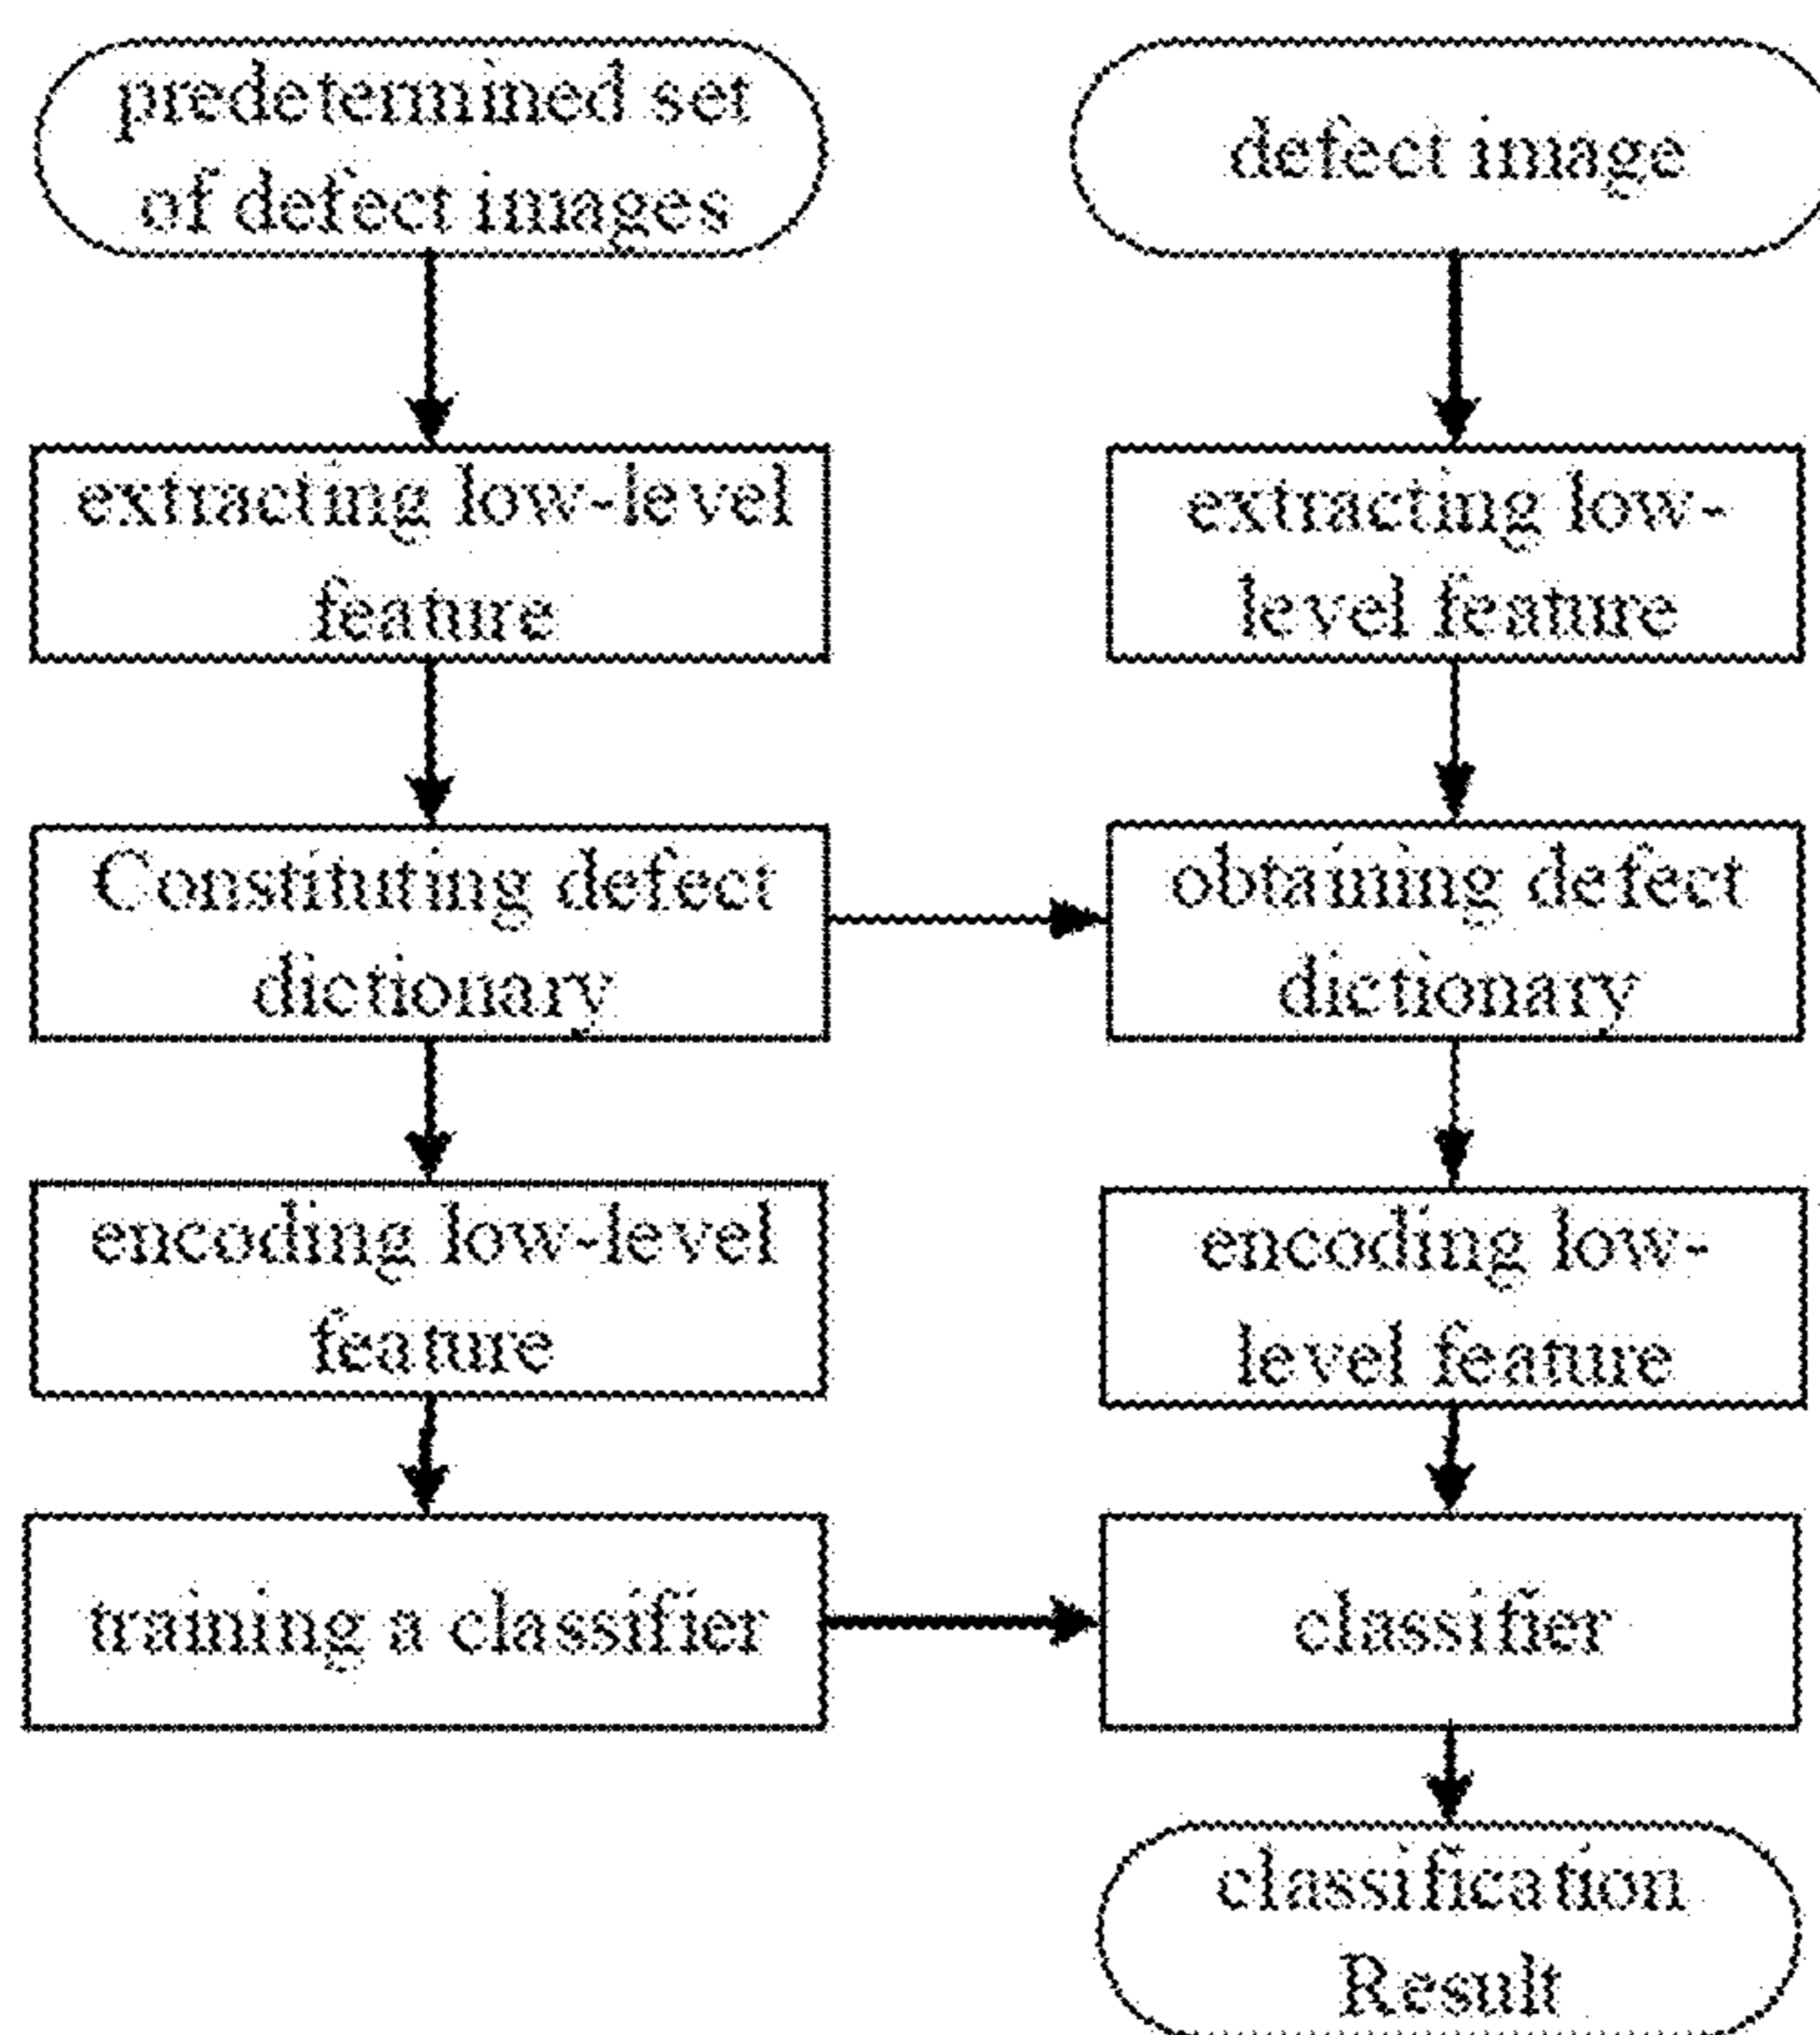 predetermined set
of defect images
extracting low-level
feature
Constituting defect
dictionary
encoding low-level
feature
training a classifier
defect image
extracting low-
level feature
obtaining defect
dictionary
encoding low-
level feature
classifier
classification
Result